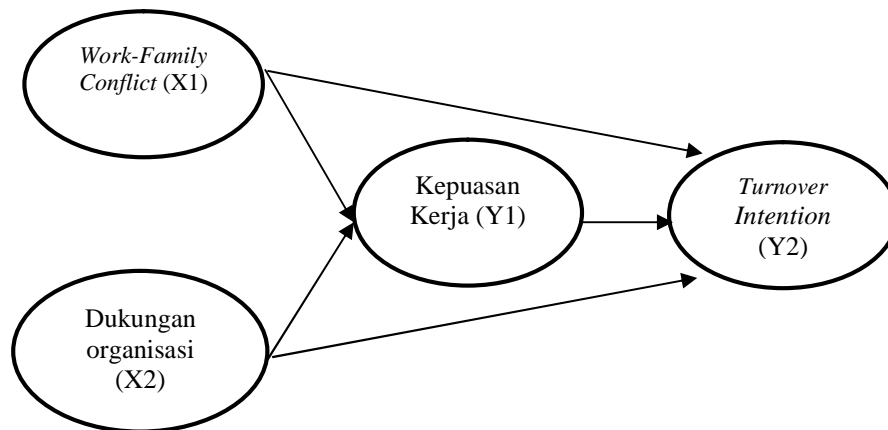 Work-Family
Conflict (X1)
Kepuasan
Kerja (Y1)
Turnover
Intention
(Y2)
Dukungan
organisasi
(X2)